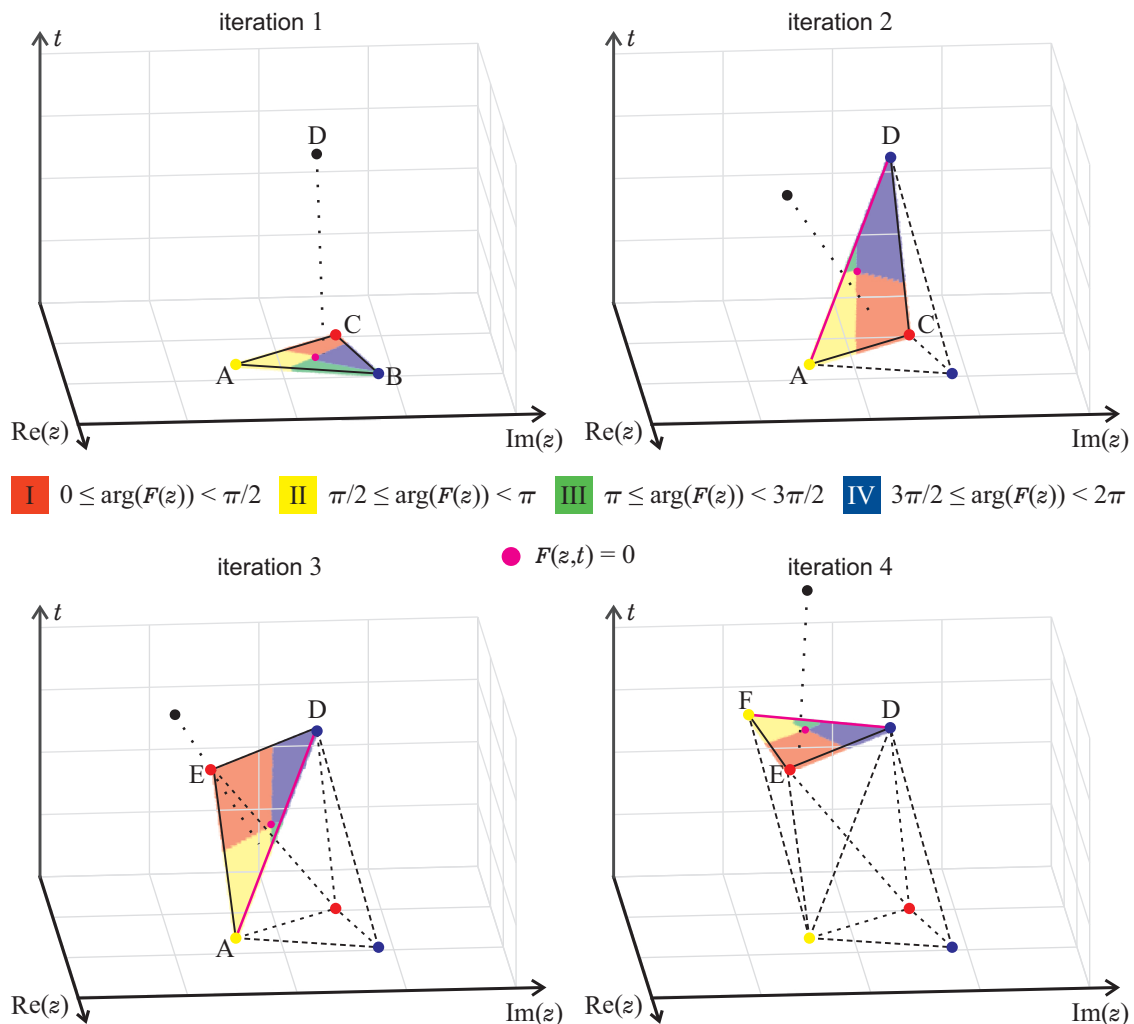 iteration 1
t
D
C
A
B
Re(z)
Im(z)
iteration 2
t
D
C
A
Re(z)
Im(z)
I 0 ≤ arg(F(z)) < π/2 II π/2 ≤ arg(F(z)) < π III π ≤ arg(F(z)) < 3π/2 IV 3π/2 ≤ arg(F(z)) < 2π
F(z,t) = 0
iteration 3
t
D
E
A
Re(z)
Im(z)
iteration 4
t
F
D
E
Re(z)
Im(z)